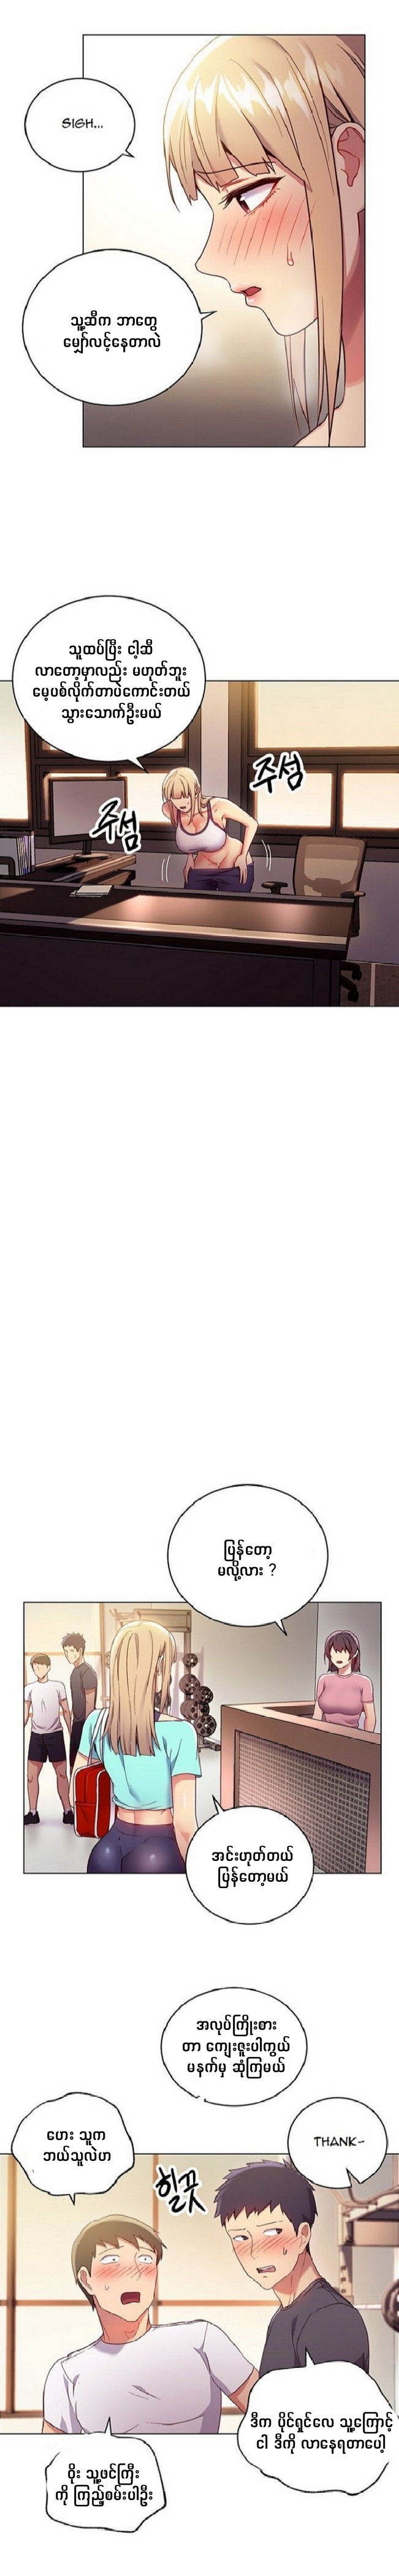 SIGH...
သူ့ဆီက ဘာတွေ
မျှော်လင့်နေတာလဲ
သူထပ်ပြီး ငါ့ဆီ
လာတော့မှာလည်း မဟုတ်ဘူး
မေ့ပစ်လိုက်တာပဲကောင်းတယ်
သွားသောက်ဦးမယ်
주섬
주섬
ပြန်တော့
မလို့လား ?
အင်းဟုတ်တယ်
ပြန်တော့မယ်
အလုပ်ကြိုးစား
တာ ကျေးဇူးပါကွယ်
မနက်မှ ဆုံကြမယ်
ဟေး သူက
ဘယ်သူလဲဟ
THANK~
힐끗
ဒီက ပိုင်ရှင်လေ သူ့ကြောင့်
ငါ ဒီကို လာနေရတာပေါ့
ဝိုး သူ့ဖင်ကြီး
ကို ကြည့်စမ်းပါဦး